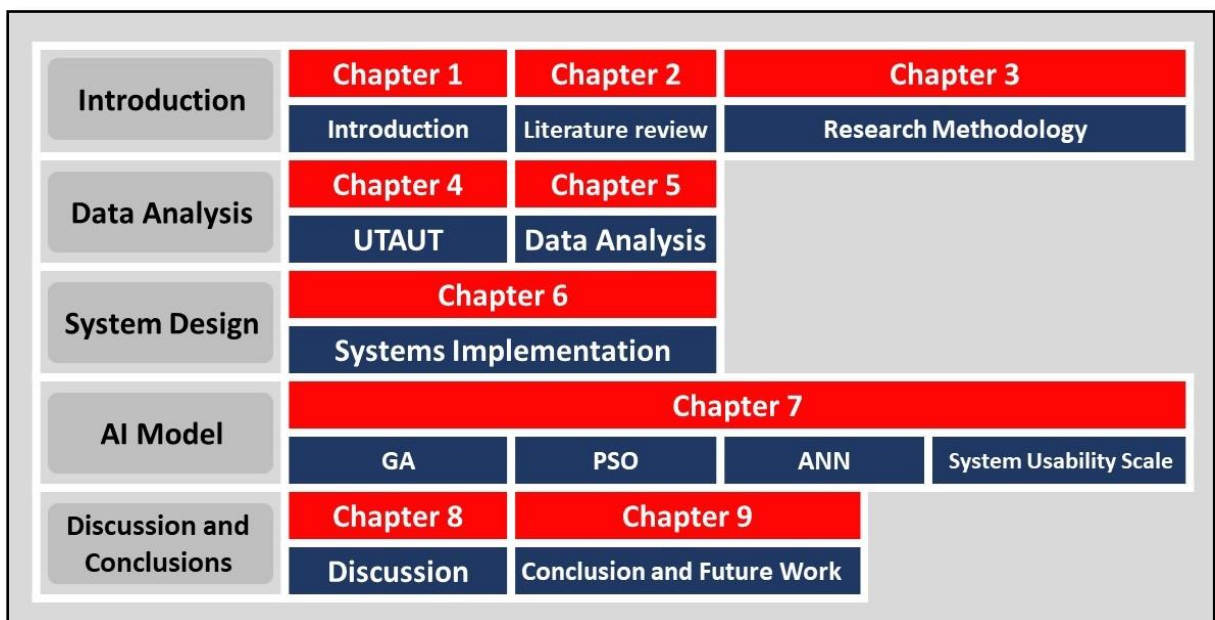 Introduction
Chapter 1
Chapter 2
Chapter 3
Introduction
Literature review
Research Methodology
Data Analysis
Chapter 4
Chapter 5
UTAUT
Data Analysis
System Design
Chapter 6
Systems Implementation
AI Model
Chapter 7
GA
PSO
ANN
System Usability Scale
Discussion and
Conclusions
Chapter 8
Chapter 9
Discussion
Conclusion and Future Work